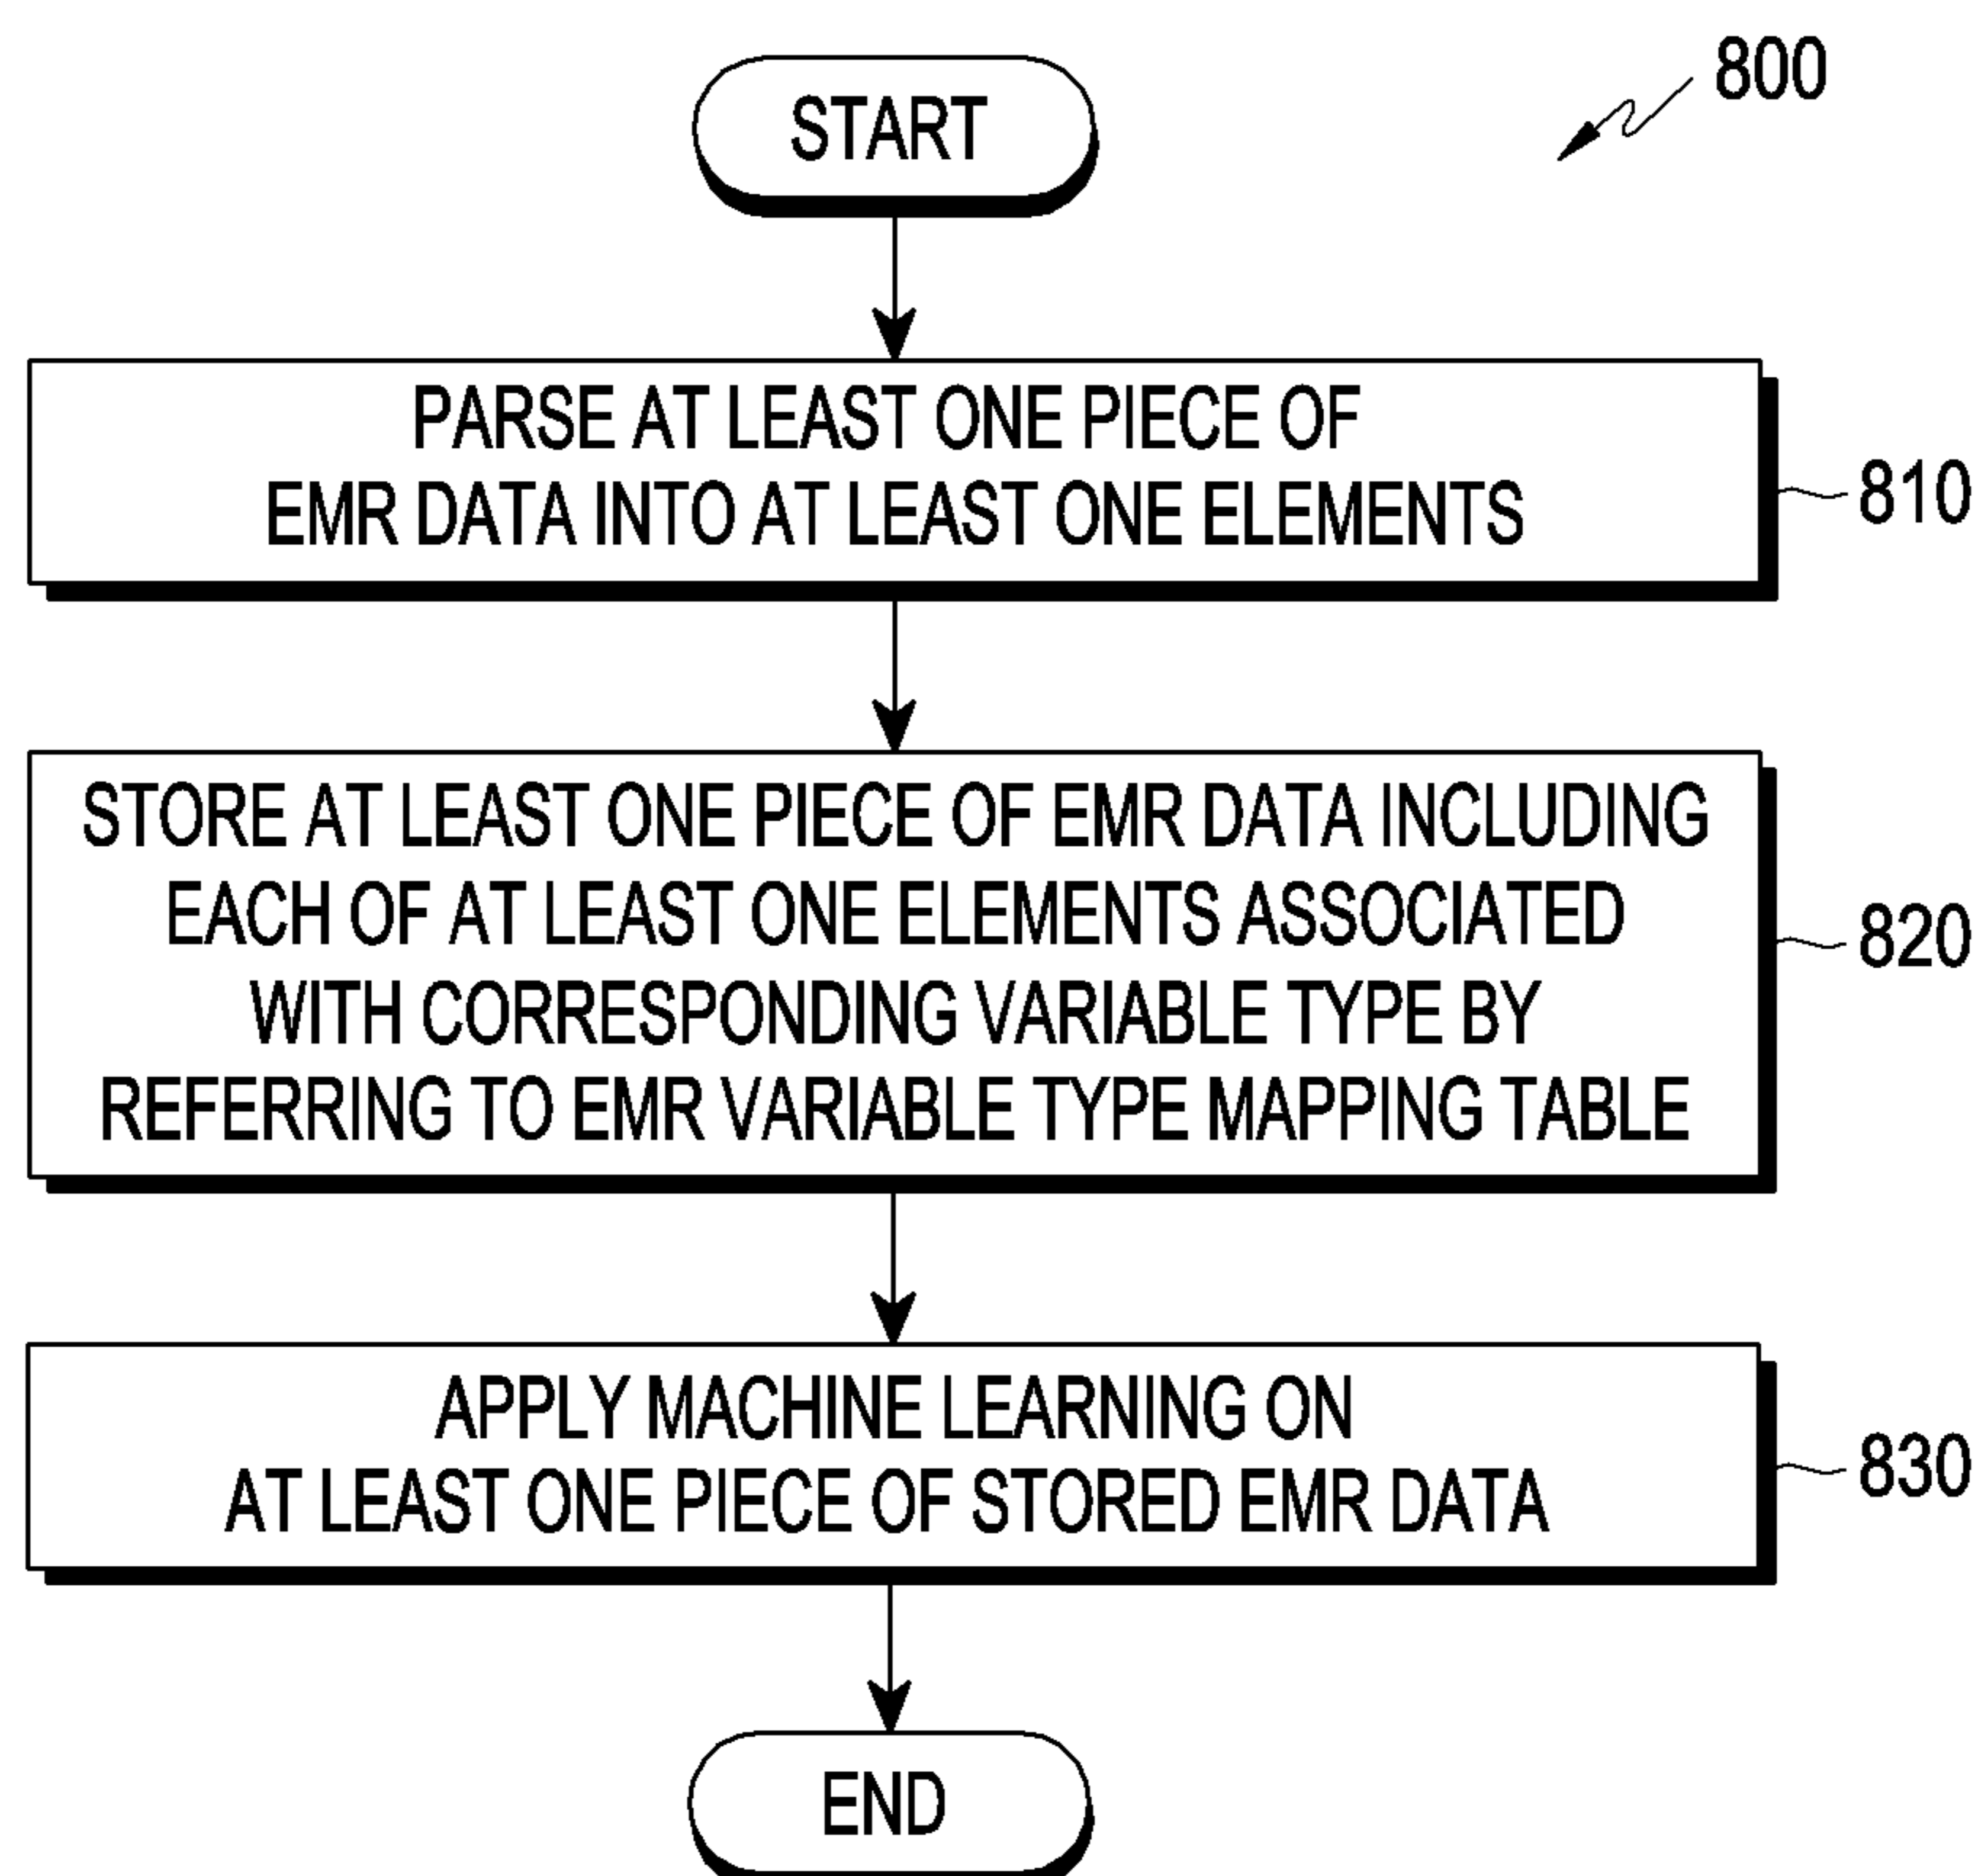 800
START
PARSE AT LEAST ONE PIECE OF
EMR DATA INTO AT LEAST ONE ELEMENTS
810
STORE AT LEAST ONE PIECE OF EMR DATA INCLUDING
EACH OF AT LEAST ONE ELEMENTS ASSOCIATED
WITH CORRESPONDING VARIABLE TYPE BY
REFERRING TO EMR VARIABLE TYPE MAPPING TABLE
820
APPLY MACHINE LEARNING ON
AT LEAST ONE PIECE OF STORED EMR DATA
830
END